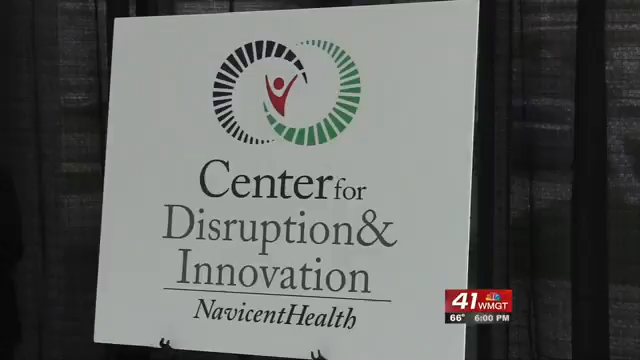 Center for
Disruption&
Innovation
NavicentHealth
41 WMGT
66° 6:00 PM